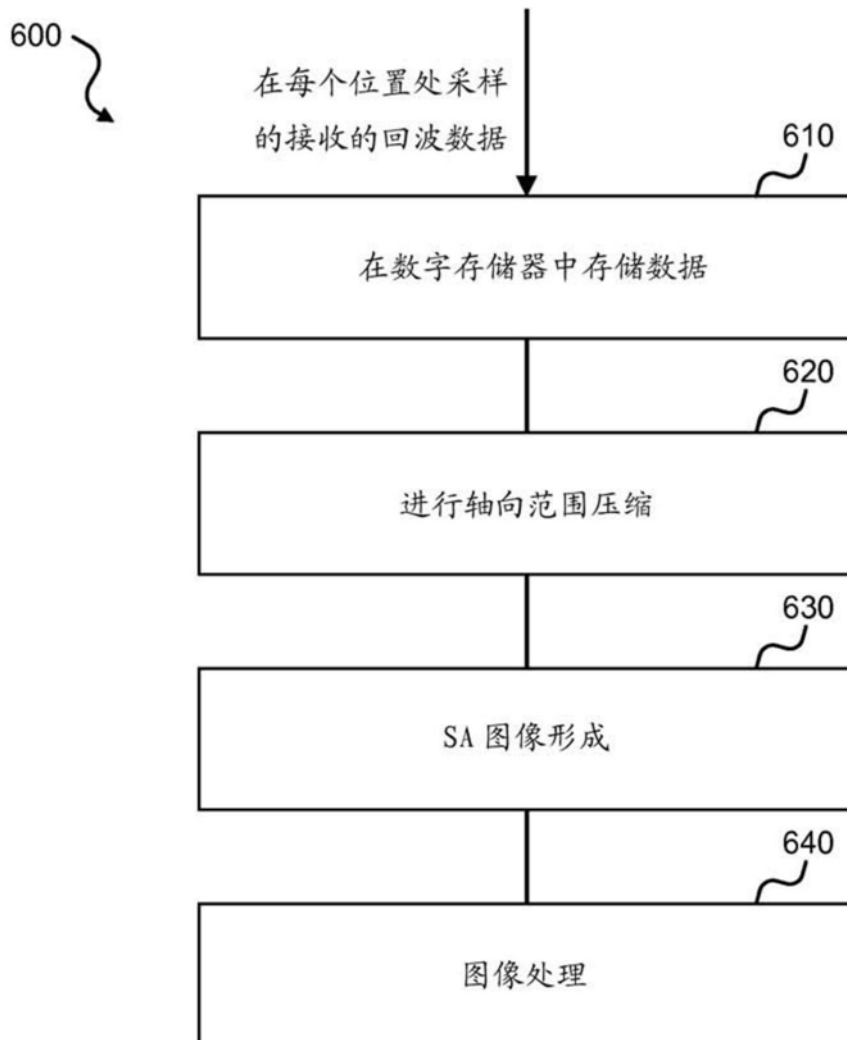 600
在每个位置处采样
的接收的回波数据
610
在数字存储器中存储数据
620
进行轴向范围压缩
630
SA 图像形成
640
图像处理